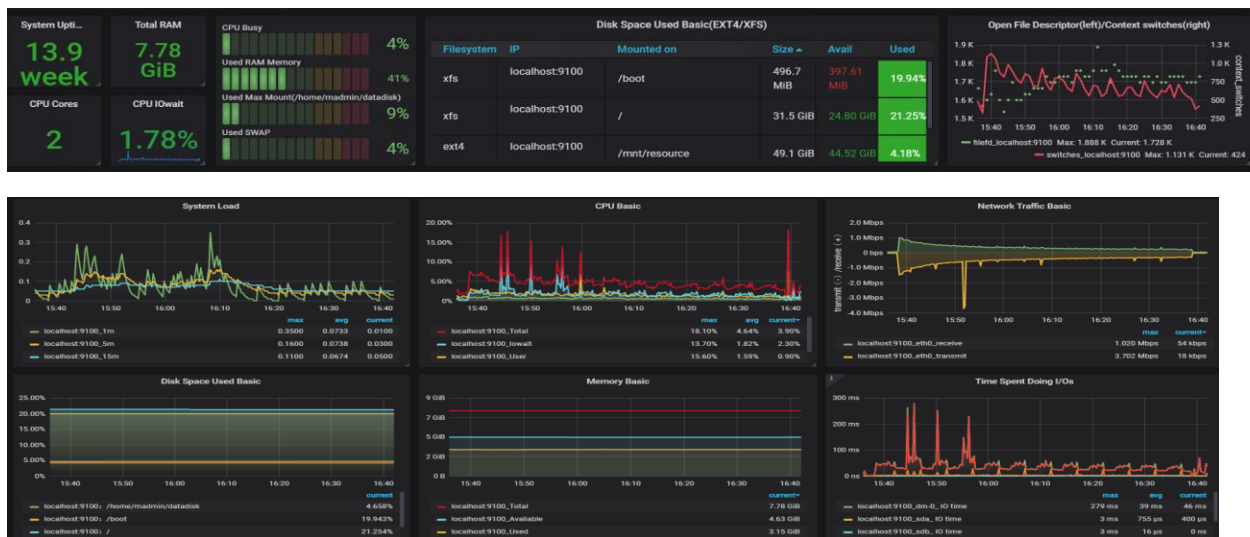 System Upti...
13.9
week
Total RAM
7.78
GiB
CPU Cores
2
CPU IOwait
1.78%
CPU Busy
4%
Used RAM Memory
41%
Used Max Mount(/home/madmin/datadisk)
9%
Used SWAP
4%
Disk Space Used Basic(EXT4/XFS)
Filesystem IP Mounted on Size Avail Used
xfs localhost:9100 /boot 496.7 MiB 397.61 MiB 19.94%
xfs localhost:9100 / 31.5 GiB 24.80 GiB 21.25%
ext4 localhost:9100 /mnt/resource 49.1 GiB 44.52 GiB 4.18%
Open File Descriptor(left)/Context switches(right)
1.9 K 1.3 K
1.8 K 1.0 K
1.7 K 750
1.6 K 500
1.5 K 250
context_switches
15:40 15:50 16:00 16:10 16:20 16:30 16:40
filefd_localhost:9100 Max: 1.888 K Current: 1.728 K
switches_localhost:9100 Max: 1.131 K Current: 424
System Load
0.4
0.3
0.2
0.1
0
15:40 15:50 16:00 16:10 16:20 16:30 16:40
max avg current
localhost:9100_1m 0.3500 0.0733 0.0100
localhost:9100_5m 0.1600 0.0738 0.0300
localhost:9100_15m 0.1100 0.0674 0.0500
CPU Basic
20.00%
15.00%
10.00%
5.00%
0%
15:40 15:50 16:00 16:10 16:20 16:30 16:40
max avg current
localhost:9100_Total 18.10% 4.64% 3.90%
localhost:9100_Iowait 13.70% 1.82% 2.30%
localhost:9100_User 15.60% 1.59% 0.90%
Network Traffic Basic
transmit (-) /receive (+)
2.0 Mbps
1.0 Mbps
0 bps
-1.0 Mbps
-2.0 Mbps
-3.0 Mbps
-4.0 Mbps
15:40 15:50 16:00 16:10 16:20 16:30 16:40
max current
localhost:9100_eth0_receive 1.020 Mbps 54 kbps
localhost:9100_eth0_transmit 3.702 Mbps 18 kbps
Disk Space Used Basic
25.00%
20.00%
15.00%
10.00%
5.00%
0%
15:40 15:50 16:00 16:10 16:20 16:30 16:40
current
localhost:9100：/home/madmin/datadisk 4.658%
localhost:9100：/boot 19.943%
localhost:9100：/ 21.254%
Memory Basic
9 GiB
7 GiB
5 GiB
2 GiB
0 B
15:40 15:50 16:00 16:10 16:20 16:30 16:40
current
localhost:9100_Total 7.78 GiB
localhost:9100_Avaliable 4.63 GiB
localhost:9100_Used 3.15 GiB
Time Spent Doing I/Os
300 ms
200 ms
100 ms
0 ns
15:40 15:50 16:00 16:10 16:20 16:30 16:40
max avg current
localhost:9100_dm-0_ IO time 279 ms 39 ms 46 ms
localhost:9100_sda_ IO time 3 ms 755 µs 400 µs
localhost:9100_sdb_ IO time 3 ms 16 µs 0 ns